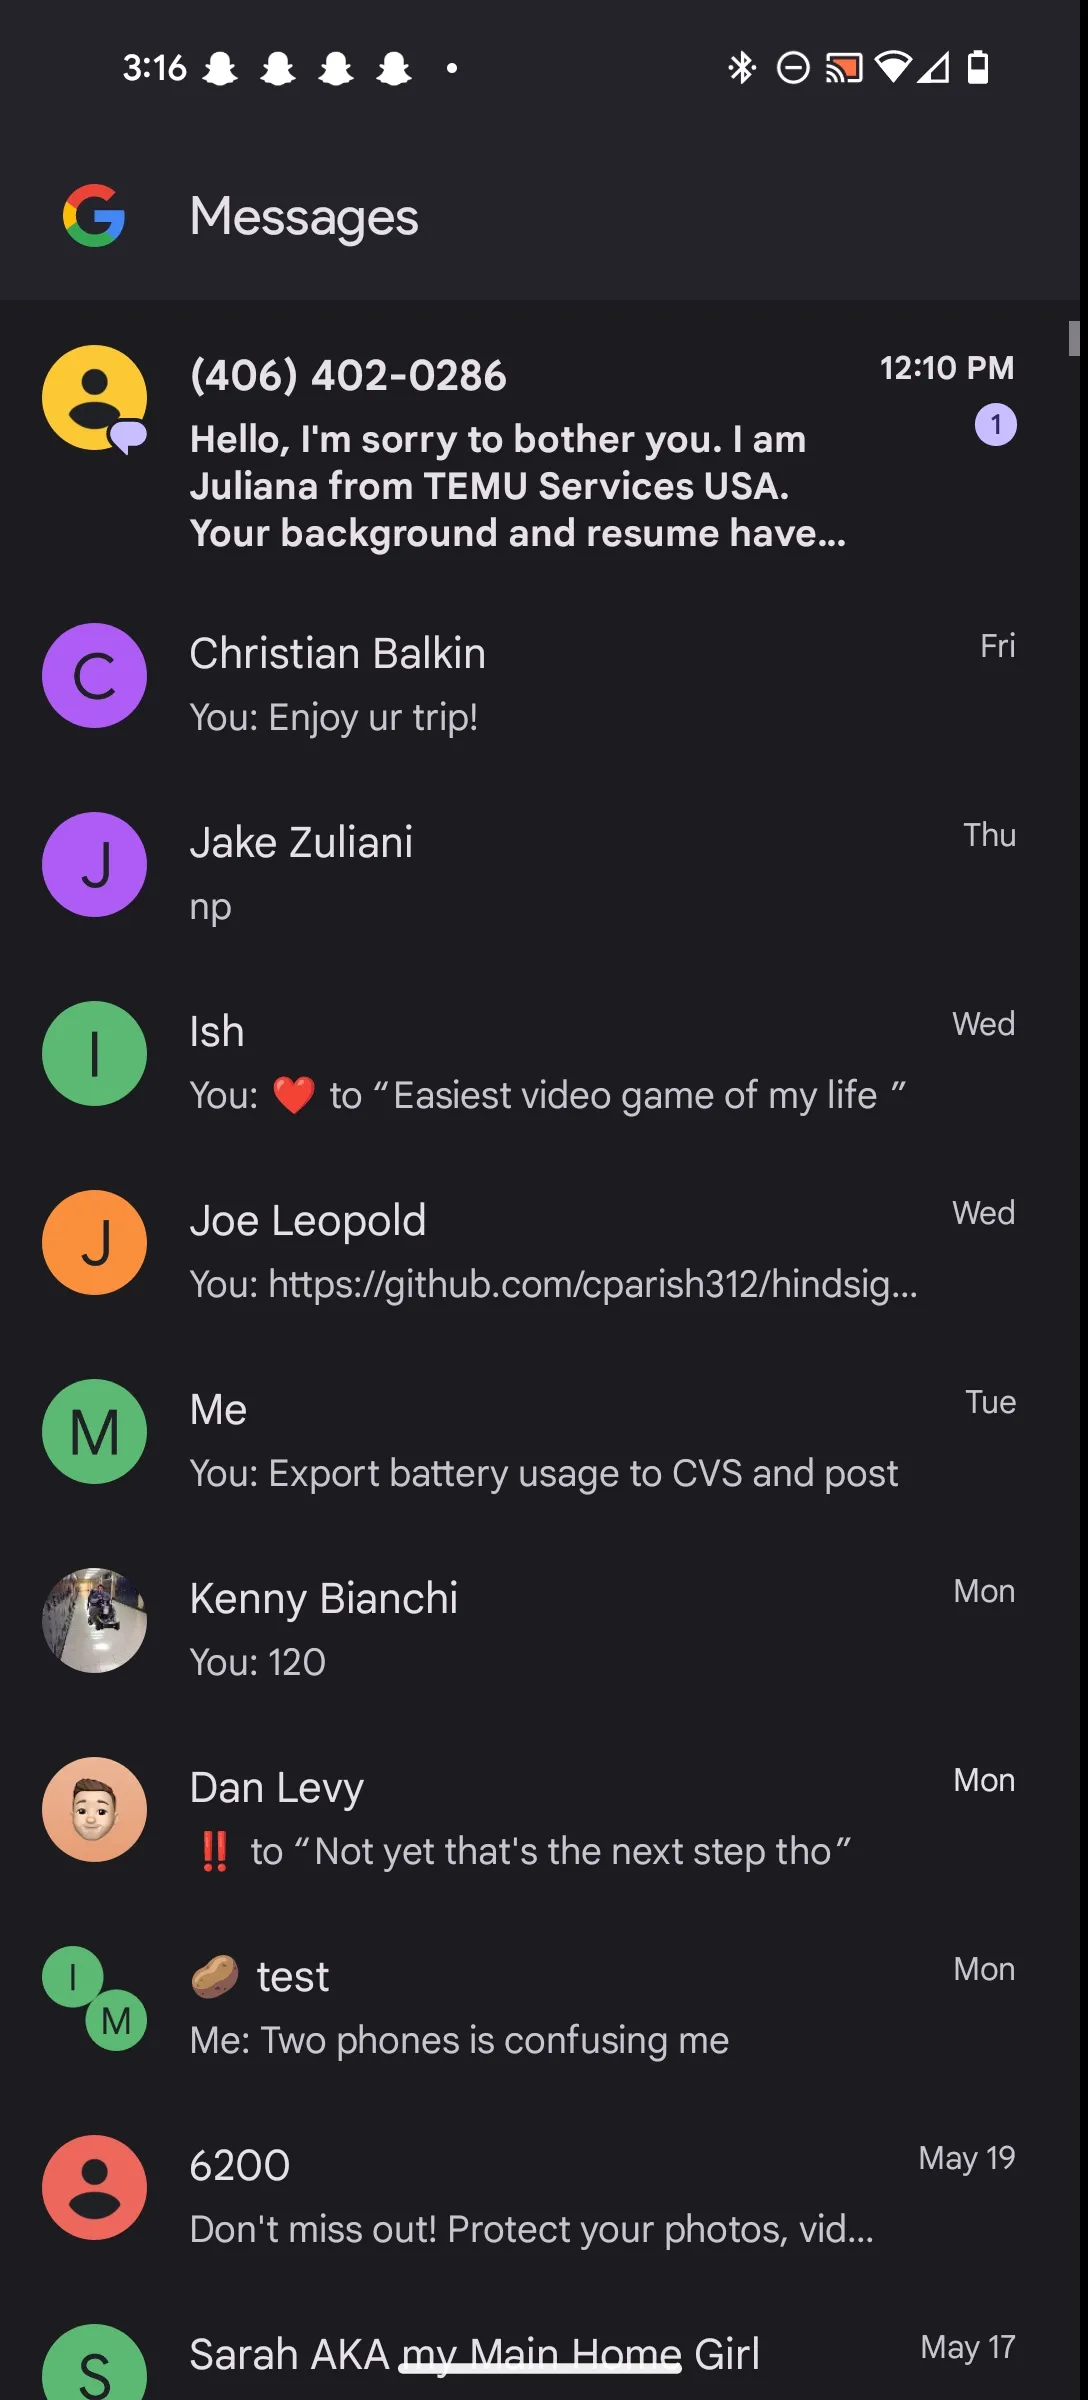 3:16
Messages
(406) 402-0286
12:10 PM
Hello, I'm sorry to bother you. I am
1
Juliana from TEMU Services USA.
Your background and resume have...
C
Christian Balkin
Fri
You: Enjoy ur trip!
J
Jake Zuliani
Thu
np
I
Ish
Wed
You: ❤️ to “Easiest video game of my life ”
J
Joe Leopold
Wed
You: https://github.com/cparish312/hindsig...
M
Me
Tue
You: Export battery usage to CVS and post
Kenny Bianchi
Mon
You: 120
Dan Levy
Mon
‼️ to “Not yet that's the next step tho”
I
M
🥔 test
Mon
Me: Two phones is confusing me
6200
May 19
Don't miss out! Protect your photos, vid...
S
Sarah AKA my Main Home Girl
May 17